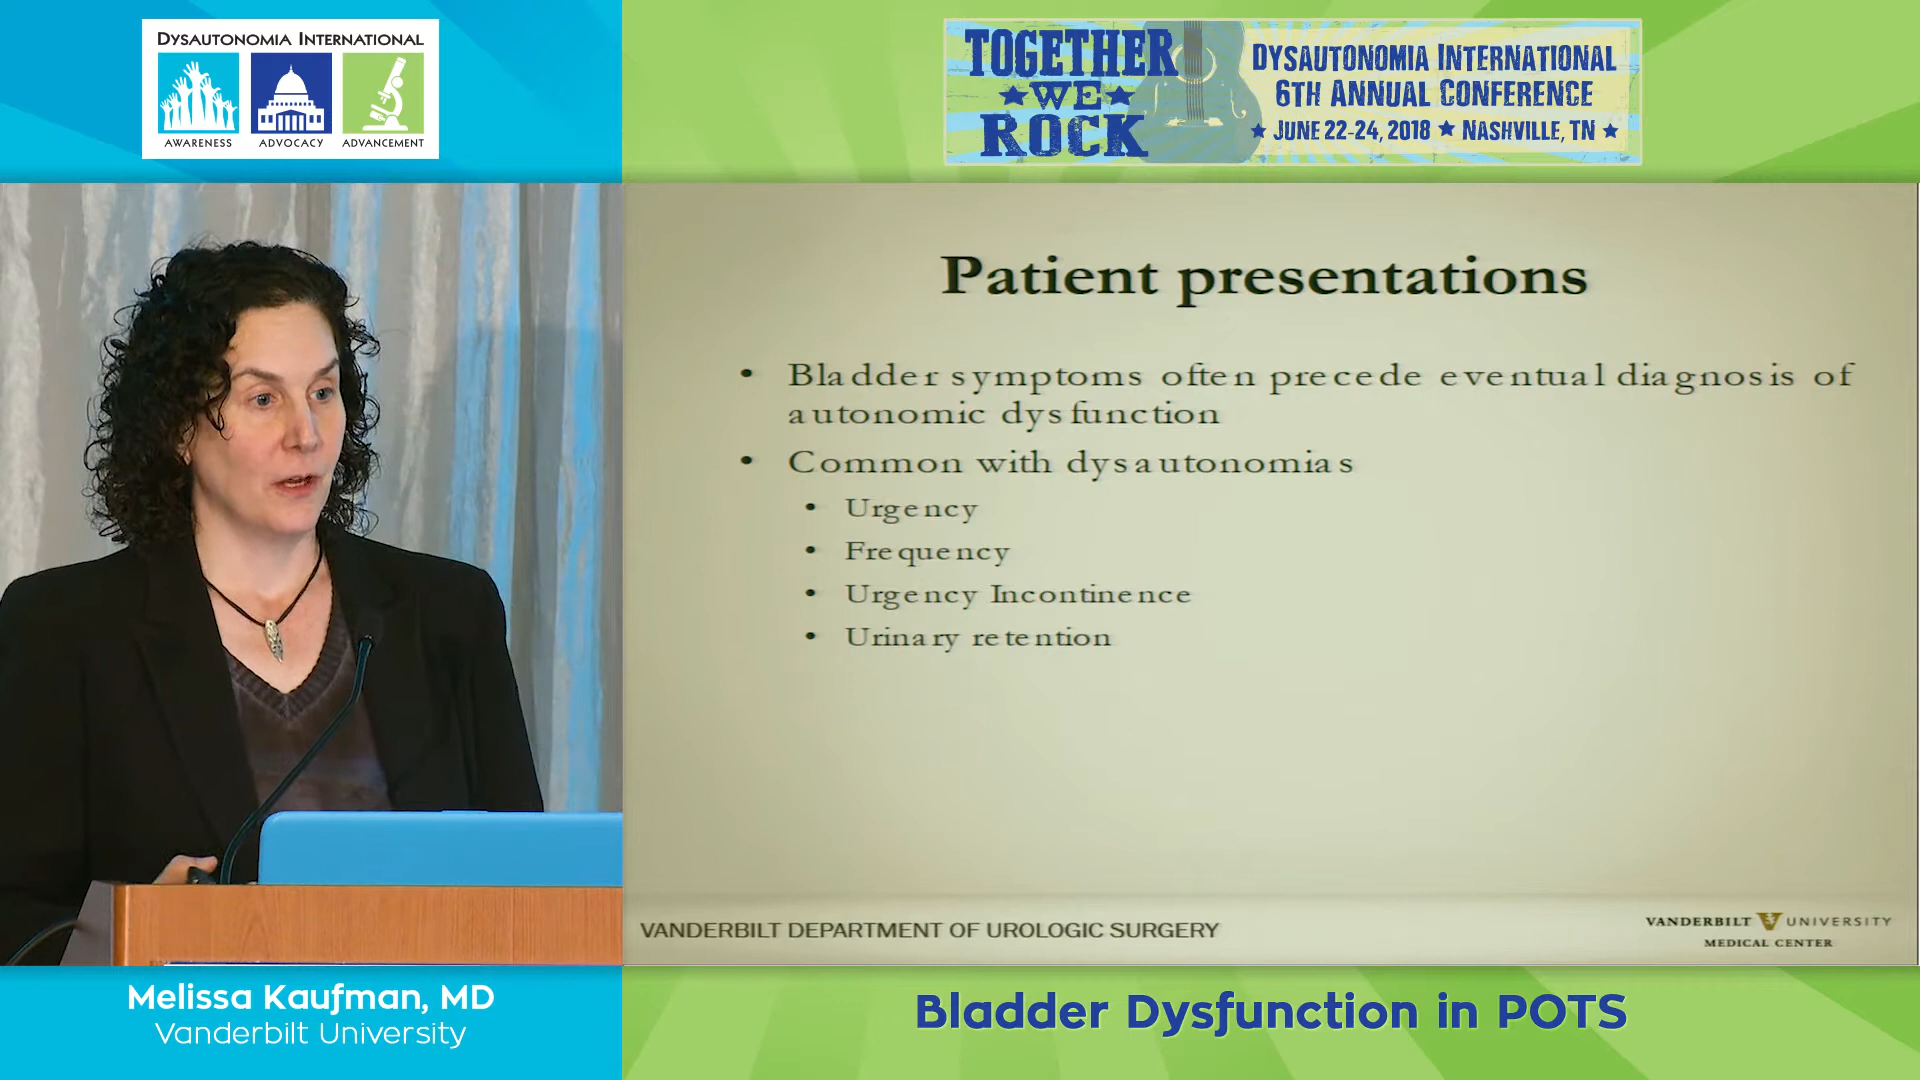 DYSAUTONOMIA INTERNATIONAL
AWARENESS ADVOCACY ADVANCEMENT
TOGETHER
WE
ROCK
DYSAUTONOMIA INTERNATIONAL
6TH ANNUAL CONFERENCE
JUNE 22-24, 2018 NASHVILLE, TN
Patient presentations
• Bladder symptoms often precede eventual diagnosis of
autonomic dysfunction
• Common with dysautonomias
• Urgency
• Frequency
• Urgency Incontinence
• Urinary retention
VANDERBILT DEPARTMENT OF UROLOGIC SURGERY
VANDERBILT UNIVERSITY
MEDICAL CENTER
Melissa Kaufman, MD
Vanderbilt University
Bladder Dysfunction in POTS